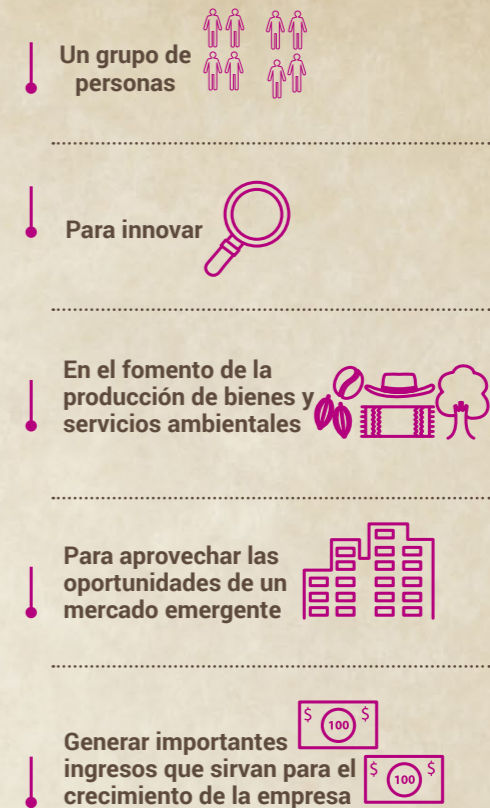 Un grupo de
personas
Para innovar
En el fomento de la
producción de bienes y
servicios ambientales
Para aprovechar las
oportunidades de un
mercado emergente
Generar importantes
ingresos que sirvan para el
crecimiento de la empresa
$ 100 $
$ 100 $